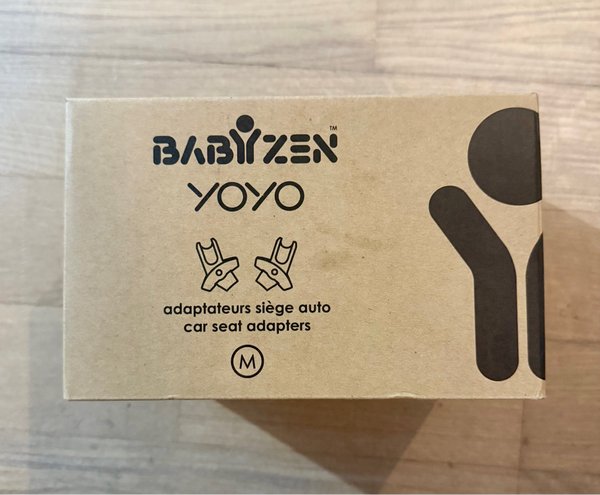 BABYZEN™
YOYO
adaptateurs siège auto
car seat adapters
M